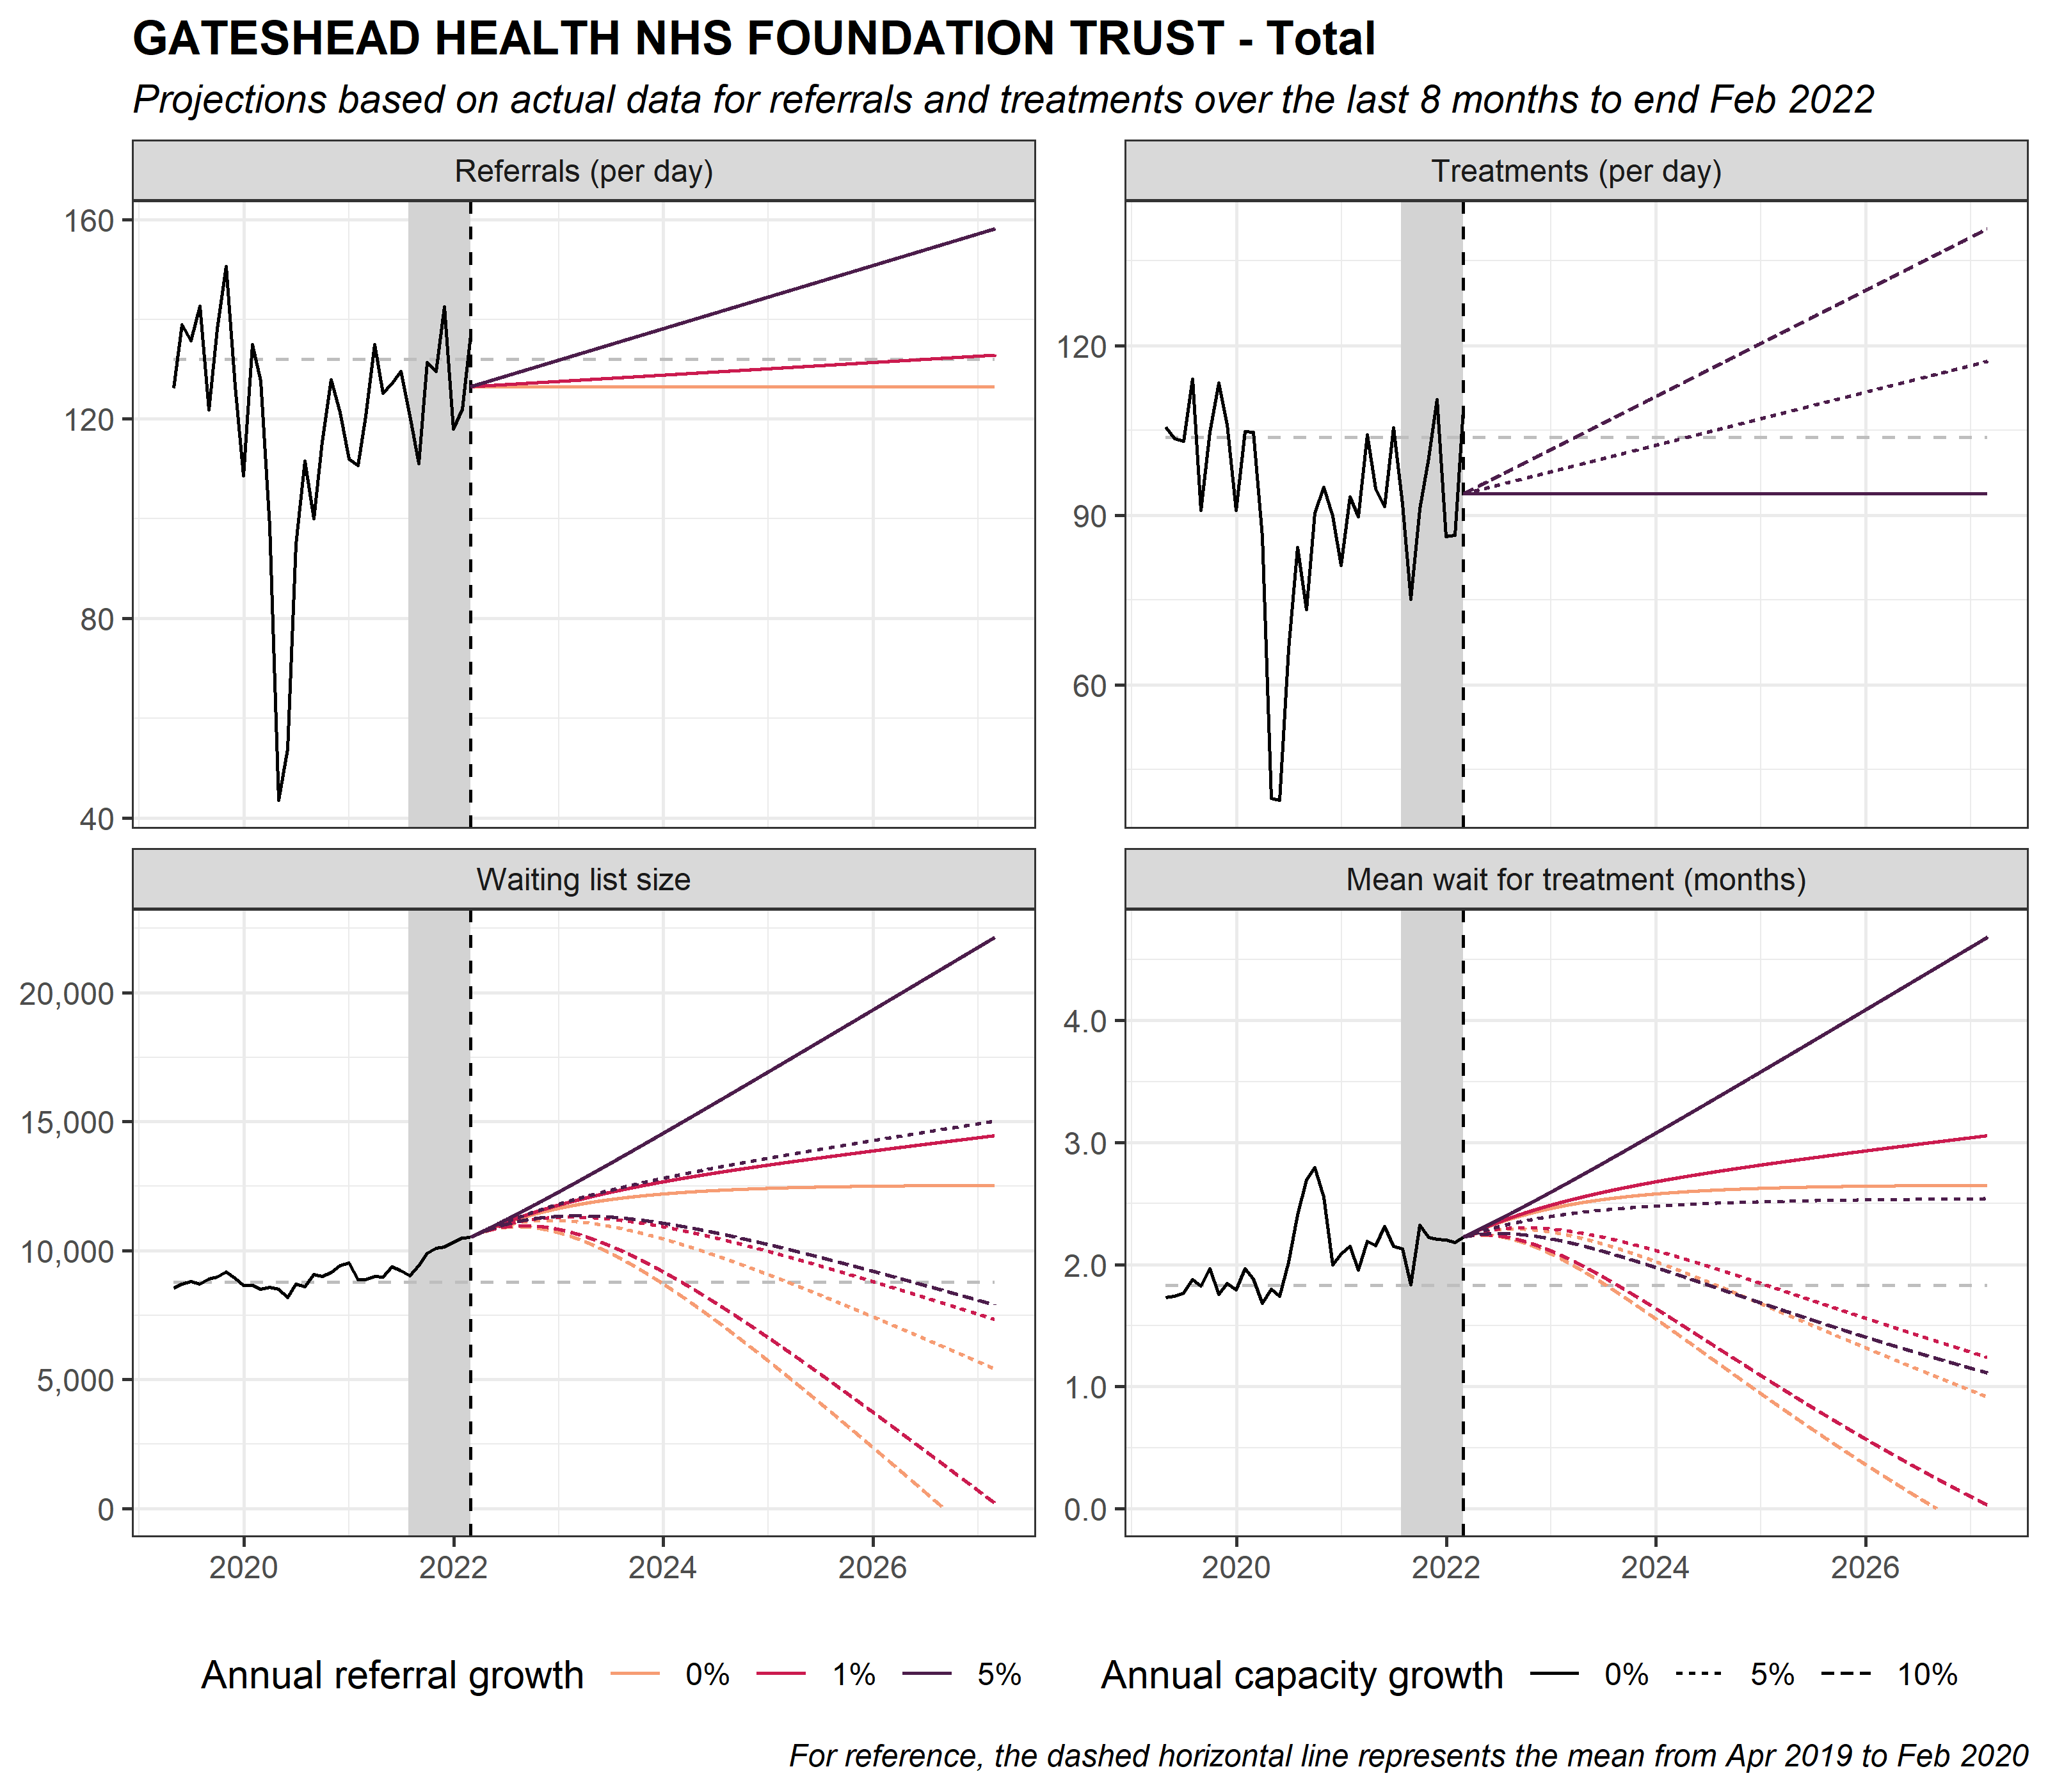 GATESHEAD HEALTH NHS FOUNDATION TRUST - Total
Projections based on actual data for referrals and treatments over the last 8 months to end Feb 2022
Referrals (per day)
160
120
80
40
Treatments (per day)
120
90
60
Waiting list size
20,000
15,000
10,000
5,000
0
2020 2022 2024 2026
Mean wait for treatment (months)
4.0
3.0
2.0
1.0
0.0
2020 2022 2024 2026
Annual referral growth 0% 1% 5%
Annual capacity growth 0% 5% 10%
For reference, the dashed horizontal line represents the mean from Apr 2019 to Feb 2020